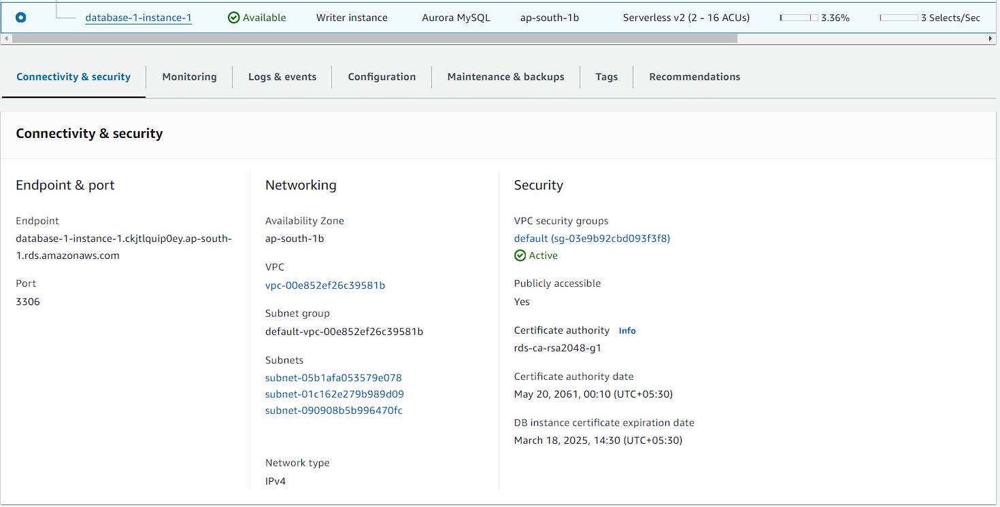 database-1-instance-1 Available Writer instance Aurora MySQL ap-south-1b Serverless v2 (2 - 16 ACUs) 3.36% 3 Selects/Sec
Connectivity & security Monitoring Logs & events Configuration Maintenance & backups Tags Recommendations
Connectivity & security
Endpoint & port
Endpoint
database-1-instance-1.ckjtlquip0ey.ap-south-
1.rds.amazonaws.com
Port
3306
Networking
Availability Zone
ap-south-1b
VPC
vpc-00e852ef26c39581b
Subnet group
default-vpc-00e852ef26c39581b
Subnets
subnet-05b1afa053579e078
subnet-01c162e279b989d09
subnet-090908b5b996470fc
Network type
IPv4
Security
VPC security groups
default (sg-03e9b92cbd093f3f8)
Active
Publicly accessible
Yes
Certificate authority Info
rds-ca-rsa2048-g1
Certificate authority date
May 20, 2061, 00:10 (UTC+05:30)
DB instance certificate expiration date
March 18, 2025, 14:30 (UTC+05:30)